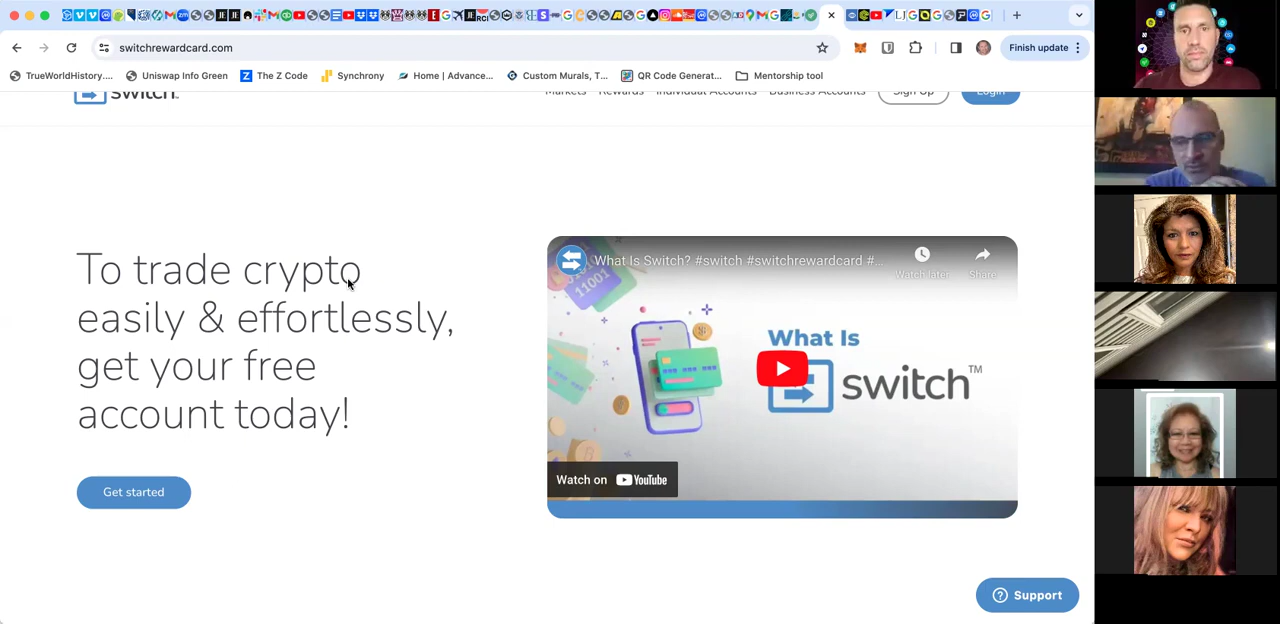 switchrewardcard.com
Finish update
TrueWorldHistory....
Uniswap Info Green
The Z Code
Synchrony
Home | Advance...
Custom Murals, T...
QR Code Generat...
Mentorship tool
switch
Markets
Rewards
Individual Accounts
Business Accounts
Sign Up
Login
To trade crypto
easily & effortlessly,
get your free
account today!
Get started
What Is Switch? #switch #switchrewardcard #...
Watch later
Share
11001
What Is
switch™
Watch on YouTube
Support